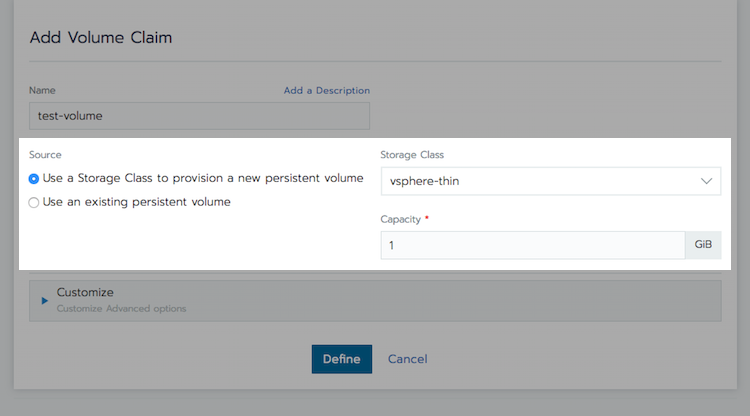 Add Volume Claim
Name
Add a Description
test-volume
Source
Use a Storage Class to provision a new persistent volume
Use an existing persistent volume
Storage Class
vsphere-thin
Capacity *
1
GiB
Customize
Customize Advanced options
Define
Cancel